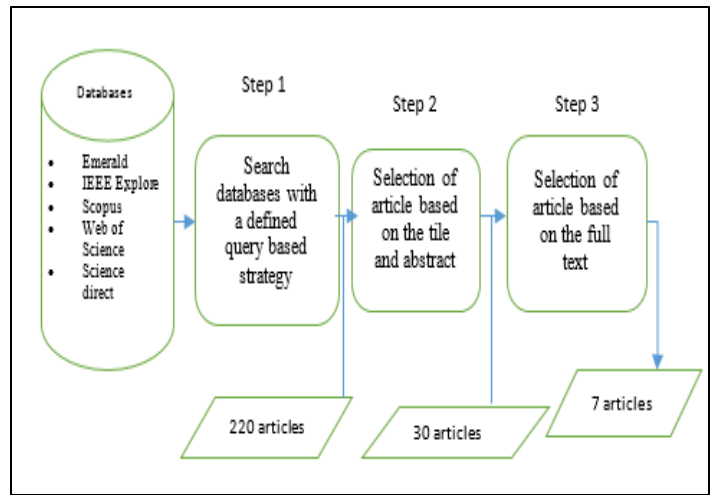 Databases
• Emerald
• IEEE Explore
• Scopus
• Web of
Science
• Science
direct
Step 1
Search
databases with
a defined
query based
strategy
220 articles
Step 2
Selection of
article based
on the tile
and abstract
30 articles
Step 3
Selection of
article based
on the full
text
7 articles